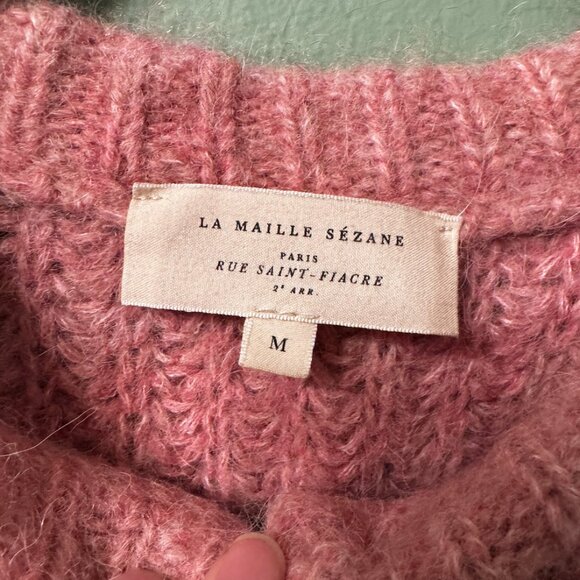 LA MAILLE SÉZANE
PARIS
RUE SAINT-FIACRE
2ᵉ ARR.
M